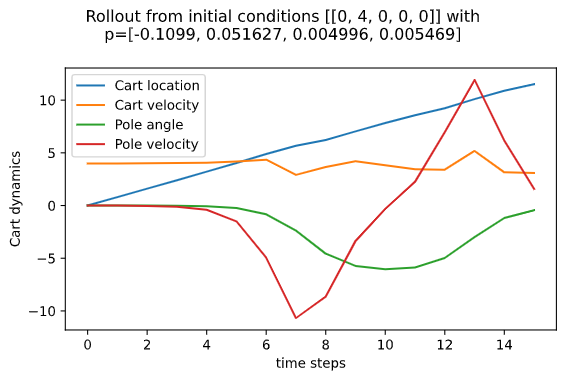 Rollout from initial conditions [[0, 4, 0, 0, 0]] with
p=[-0.1099, 0.051627, 0.004996, 0.005469]
Cart location
Cart velocity
Pole angle
Pole velocity
Cart dynamics
10
5
0
−5
−10
0 2 4 6 8 10 12 14
time steps